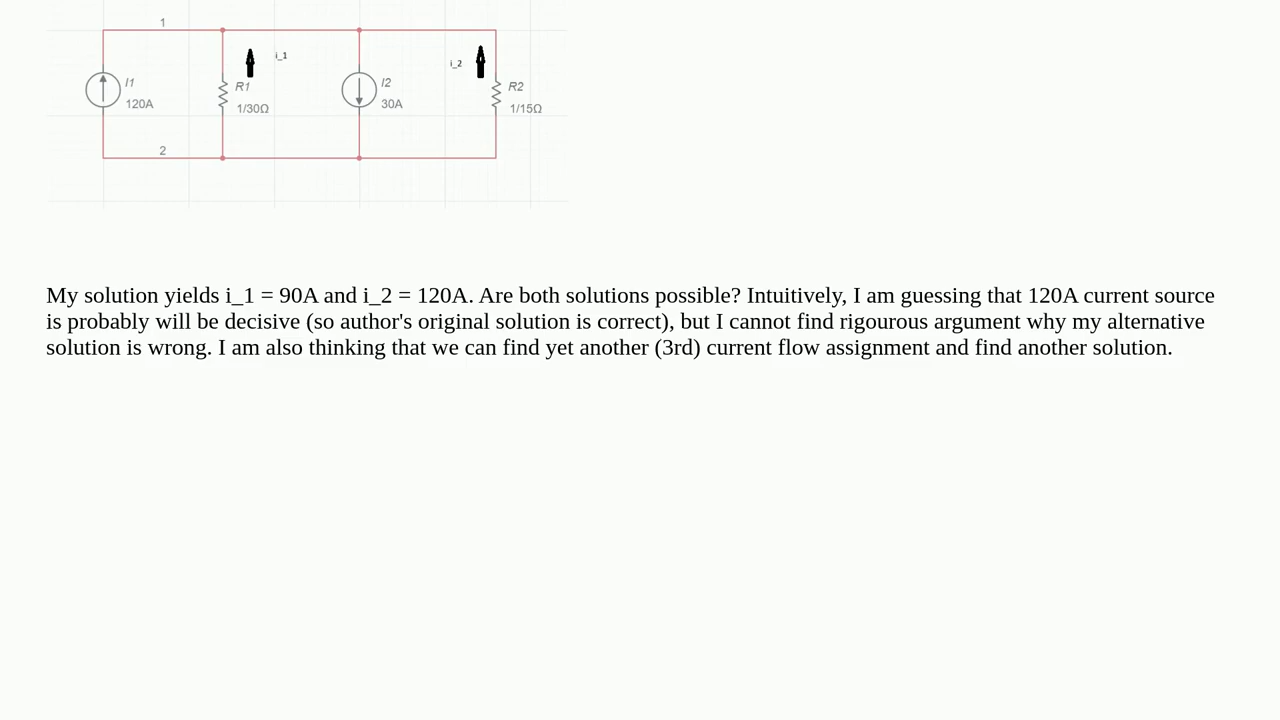 1
i_1
i_2
I1
120A
R1
1/30Ω
I2
30A
R2
1/15Ω
2
My solution yields i_1 = 90A and i_2 = 120A. Are both solutions possible? Intuitively, I am guessing that 120A current source
is probably will be decisive (so author's original solution is correct), but I cannot find rigourous argument why my alternative
solution is wrong. I am also thinking that we can find yet another (3rd) current flow assignment and find another solution.